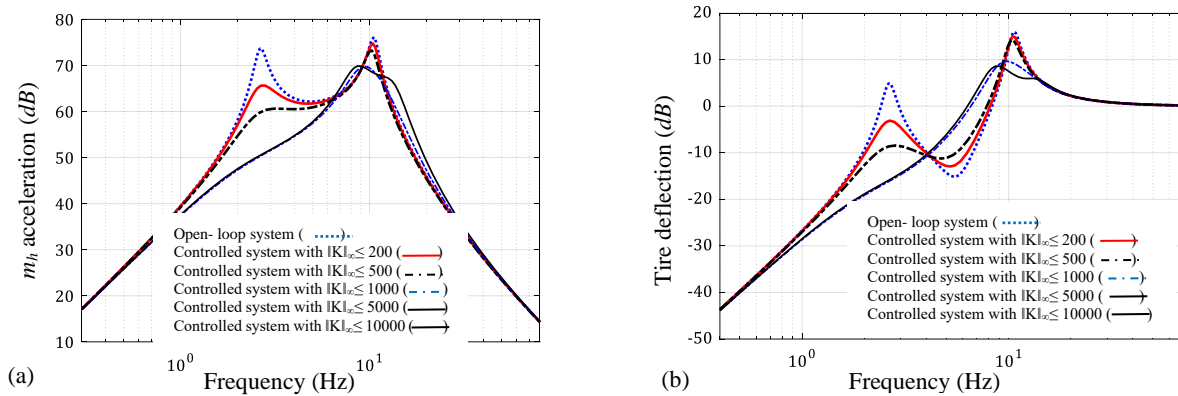 m_h acceleration (dB)
80
70
60
50
40
30
20
10
Open- loop system ( )
Controlled system with ‖K‖∞≤ 200 ( )
Controlled system with ‖K‖∞≤ 500 ( )
Controlled system with ‖K‖∞≤ 1000 ( )
Controlled system with ‖K‖∞≤ 5000 ( )
Controlled system with ‖K‖∞≤ 10000 ( )
10^0
10^1
Frequency (Hz)
(a)
Tire deflection (dB)
20
10
0
-10
-20
-30
-40
-50
Open- loop system ( )
Controlled system with ‖K‖∞≤ 200 ( )
Controlled system with ‖K‖∞≤ 500 ( )
Controlled system with ‖K‖∞≤ 1000 ( )
Controlled system with ‖K‖∞≤ 5000 ( )
Controlled system with ‖K‖∞≤ 10000 ( )
10^0
10^1
Frequency (Hz)
(b)